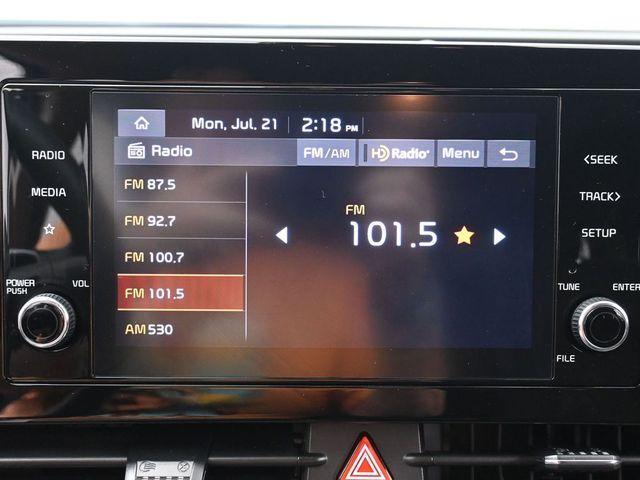 Mon, Jul. 21 2:18 PM
Radio FM/AM HD Radio Menu
FM 87.5
FM 92.7
FM 100.7
FM 101.5
AM 530
FM
101.5
RADIO
MEDIA
POWER PUSH
VOL
<SEEK
TRACK>
SETUP
TUNE
ENTER
FILE